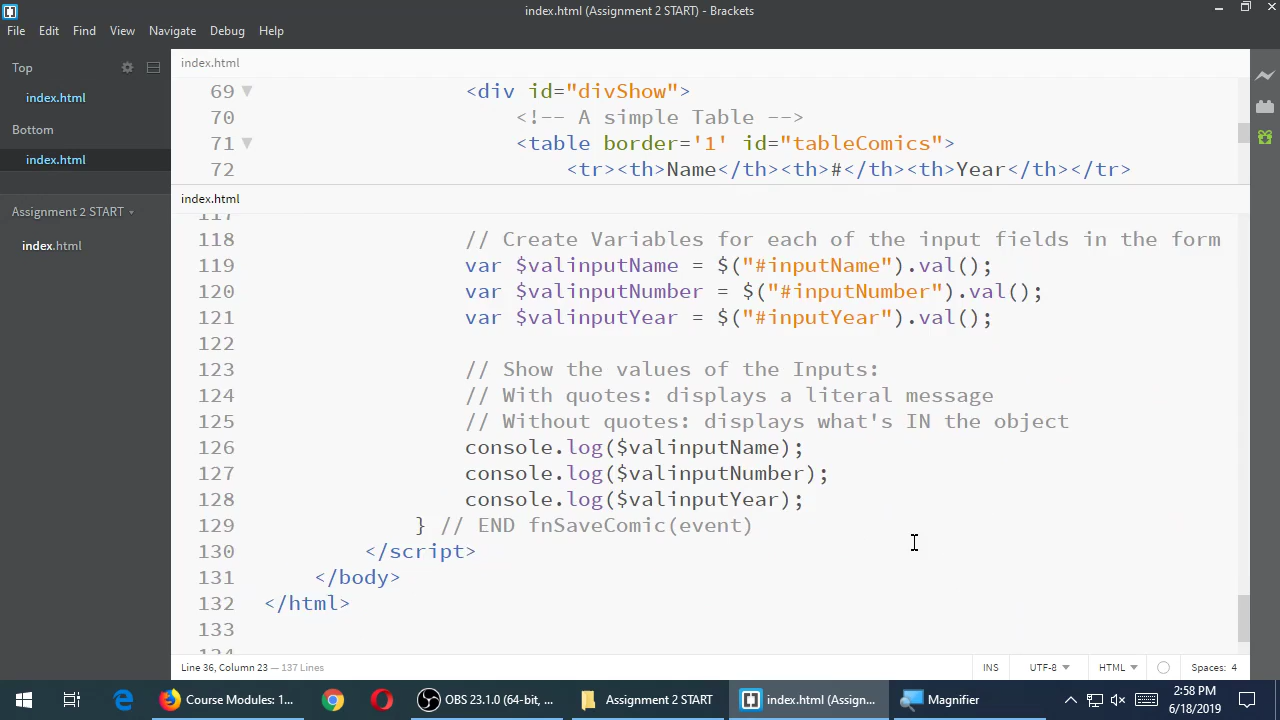 index.html (Assignment 2 START) - Brackets
File Edit Find View Navigate Debug Help
Top
index.html
Bottom
index.html
Assignment 2 START
index.html
index.html
69 <div id="divShow">
70 <!-- A simple Table -->
71 <table border='1' id="tableComics">
72 <tr><th>Name</th><th>#</th><th>Year</th></tr>
index.html
117
118 // Create Variables for each of the input fields in the form
119 var $valinputName = $("#inputName").val();
120 var $valinputNumber = $("#inputNumber").val();
121 var $valinputYear = $("#inputYear").val();
122
123 // Show the values of the Inputs:
124 // With quotes: displays a literal message
125 // Without quotes: displays what's IN the object
126 console.log($valinputName);
127 console.log($valinputNumber);
128 console.log($valinputYear);
129 } // END fnSaveComic(event)
130 </script>
131 </body>
132 </html>
133
134
Line 36, Column 23 — 137 Lines
INS UTF-8 HTML Spaces: 4
Course Modules: 1... OBS 23.1.0 (64-bit, ... Assignment 2 START index.html (Assign... Magnifier
2:58 PM
6/18/2019